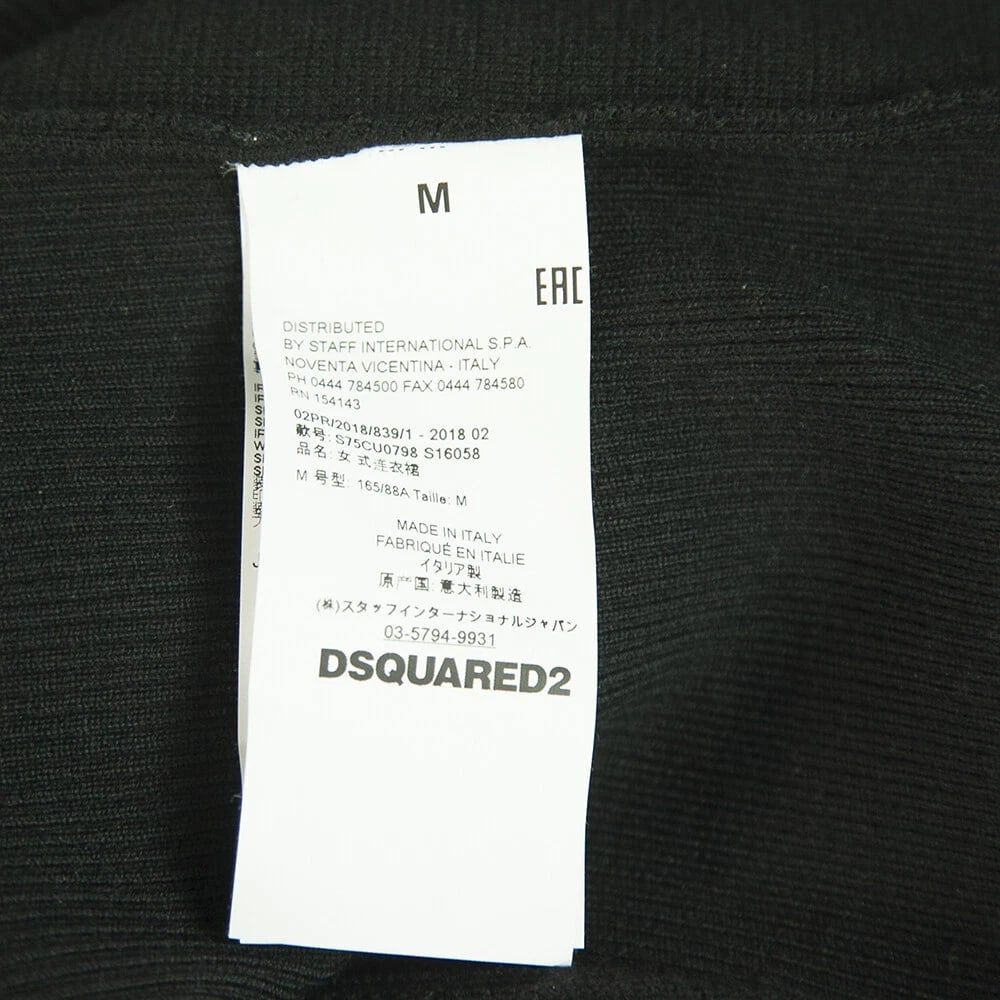 M
EAC
DISTRIBUTED
BY STAFF INTERNATIONAL S.P.A.
NOVENTA VICENTINA - ITALY
PH 0444 784500 FAX 0444 784580
RN 154143
02PR/2018/839/1 - 2018 02
款号: S75CU0798 S16058
品名: 女 式连衣裙
M 号型: 165/88A Taille: M
MADE IN ITALY
FABRIQUÉ EN ITALIE
イタリア製
原产国: 意大利製造
(株)スタッフインターナショナルジャパン
03-5794-9931
DSQUARED2